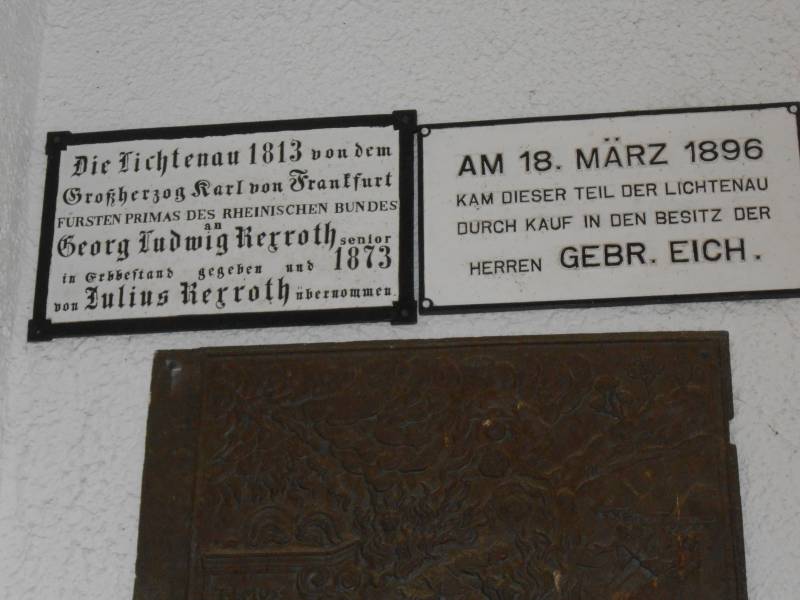 Die Lichtenau 1813 von dem
Großherzog Karl von Frankfurt
FÜRSTEN PRIMAS DES RHEINISCHEN BUNDES
an
Georg Ludwig Rexroth senior
in Erbbestand gegeben und 1873
von Julius Rexroth übernommen.
AM 18. MÄRZ 1896
KAM DIESER TEIL DER LICHTENAU
DURCH KAUF IN DEN BESITZ DER
HERREN GEBR. EICH.